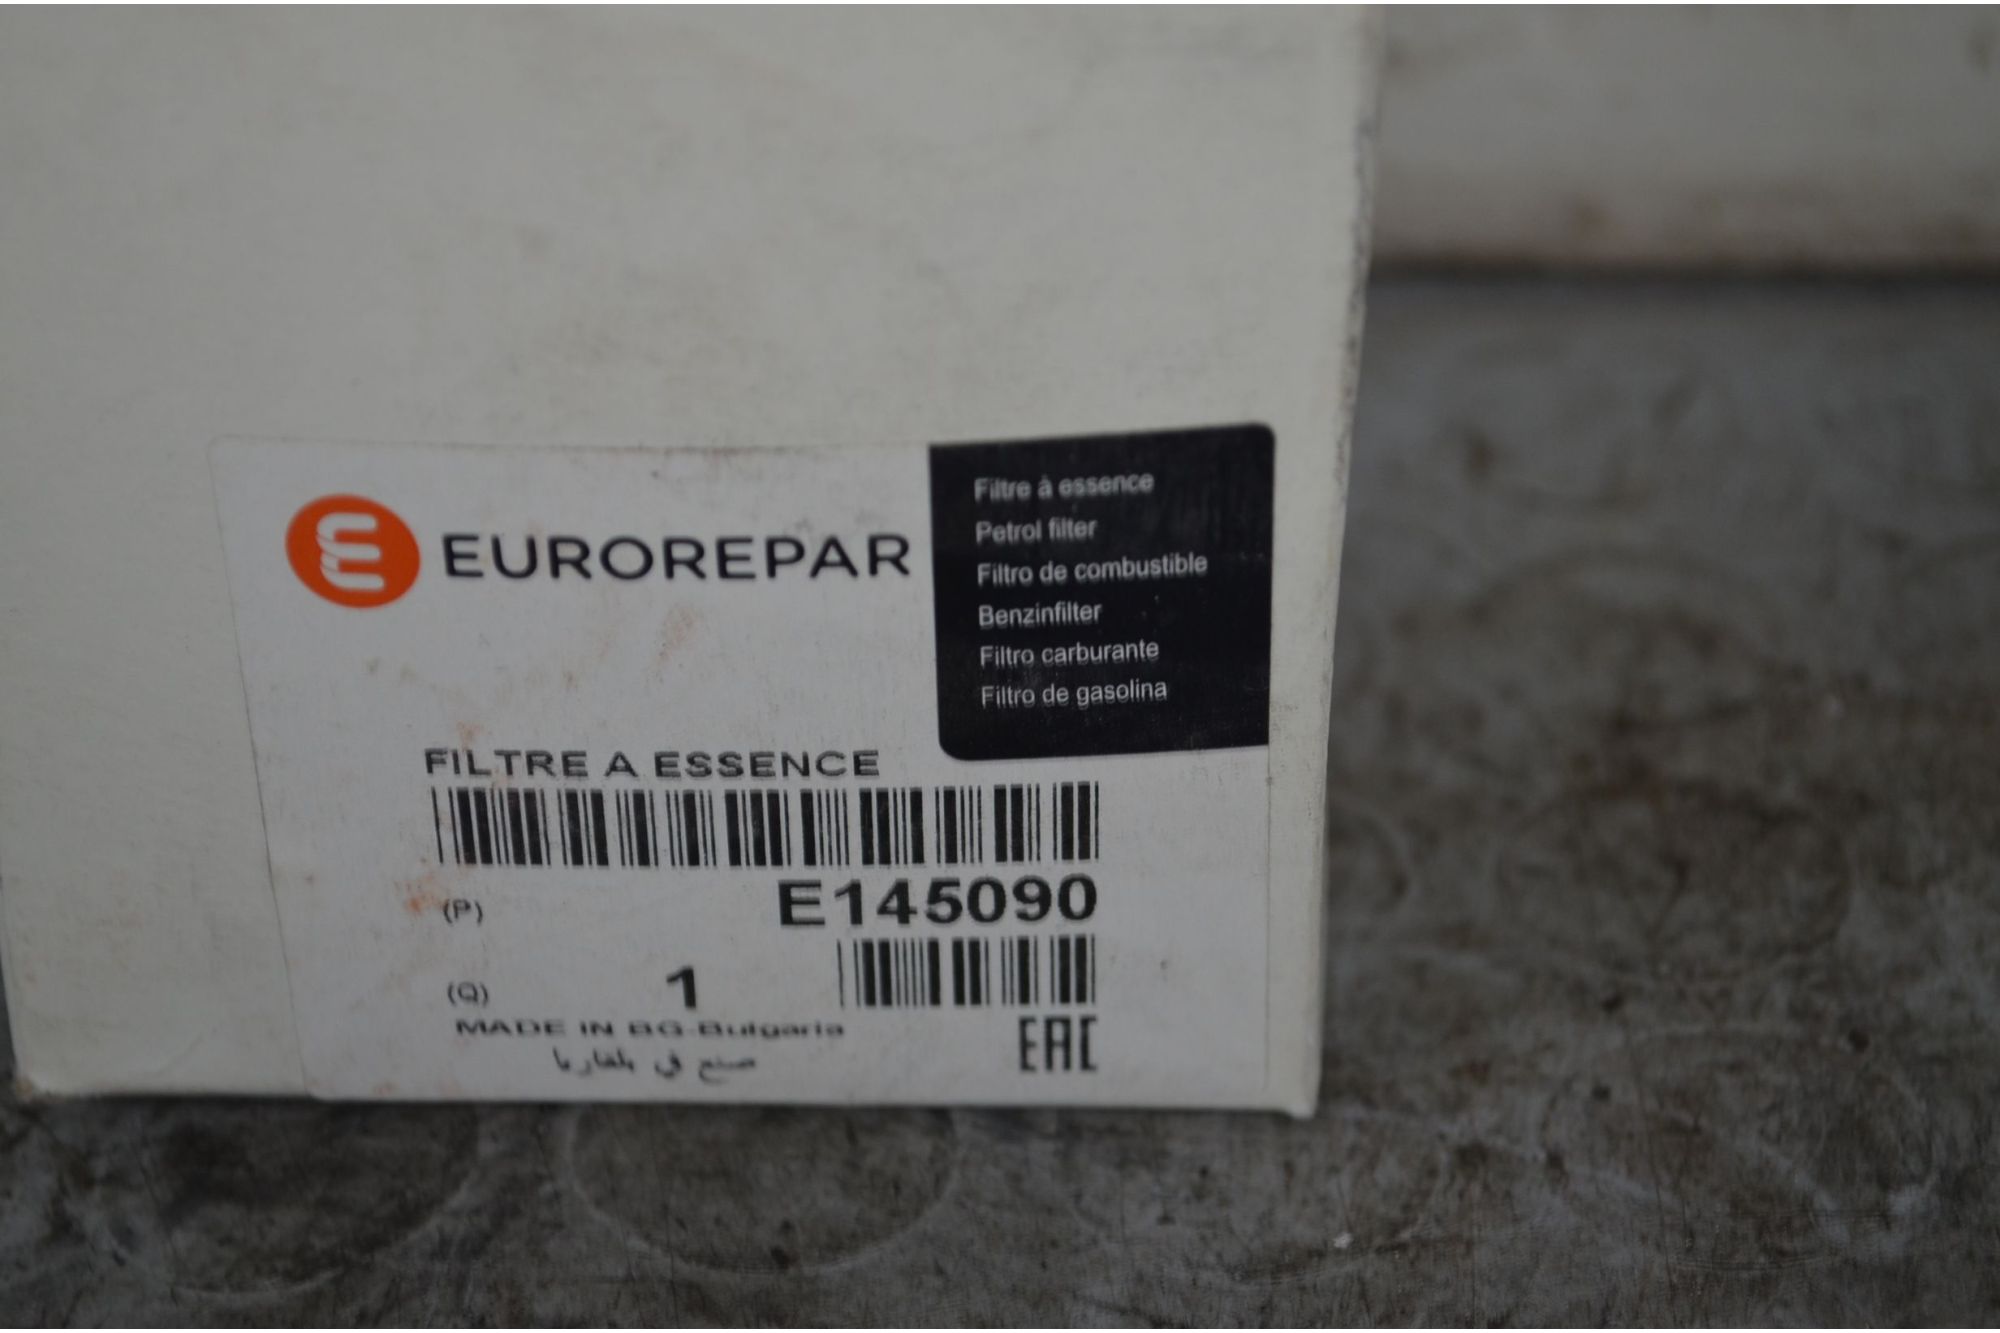 EUROREPAR
Filtre à essence
Petrol filter
Filtro de combustible
Benzinfilter
Filtro carburante
Filtro de gasolina
FILTRE A ESSENCE
(P) E145090
(Q) 1
MADE IN BG-Bulgaria
صنع في بلغاريا
EAC